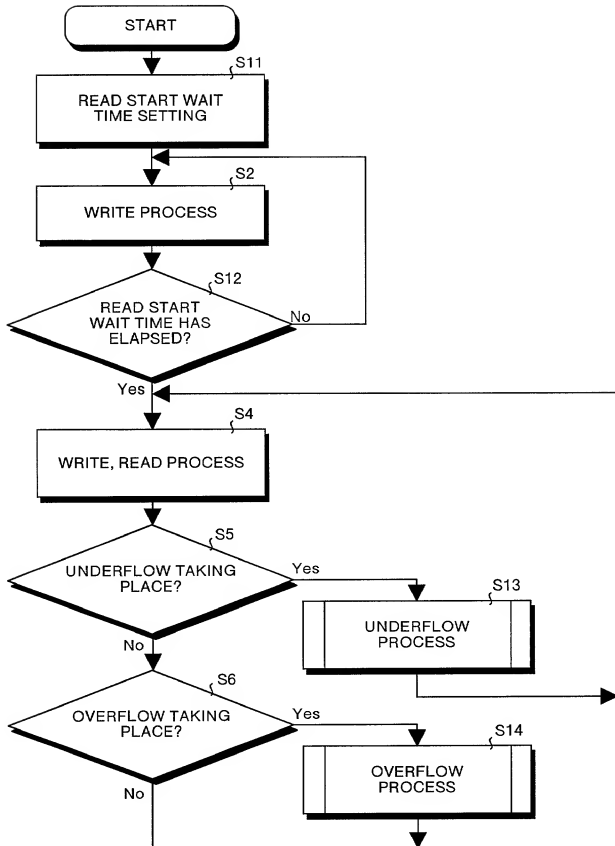 START
S11
READ START WAIT
TIME SETTING
S2
WRITE PROCESS
S12
READ START
WAIT TIME HAS
ELAPSED?
No
Yes
S4
WRITE, READ PROCESS
S5
UNDERFLOW TAKING
PLACE?
Yes
S13
UNDERFLOW
PROCESS
No
S6
OVERFLOW TAKING
PLACE?
Yes
S14
OVERFLOW
PROCESS
No